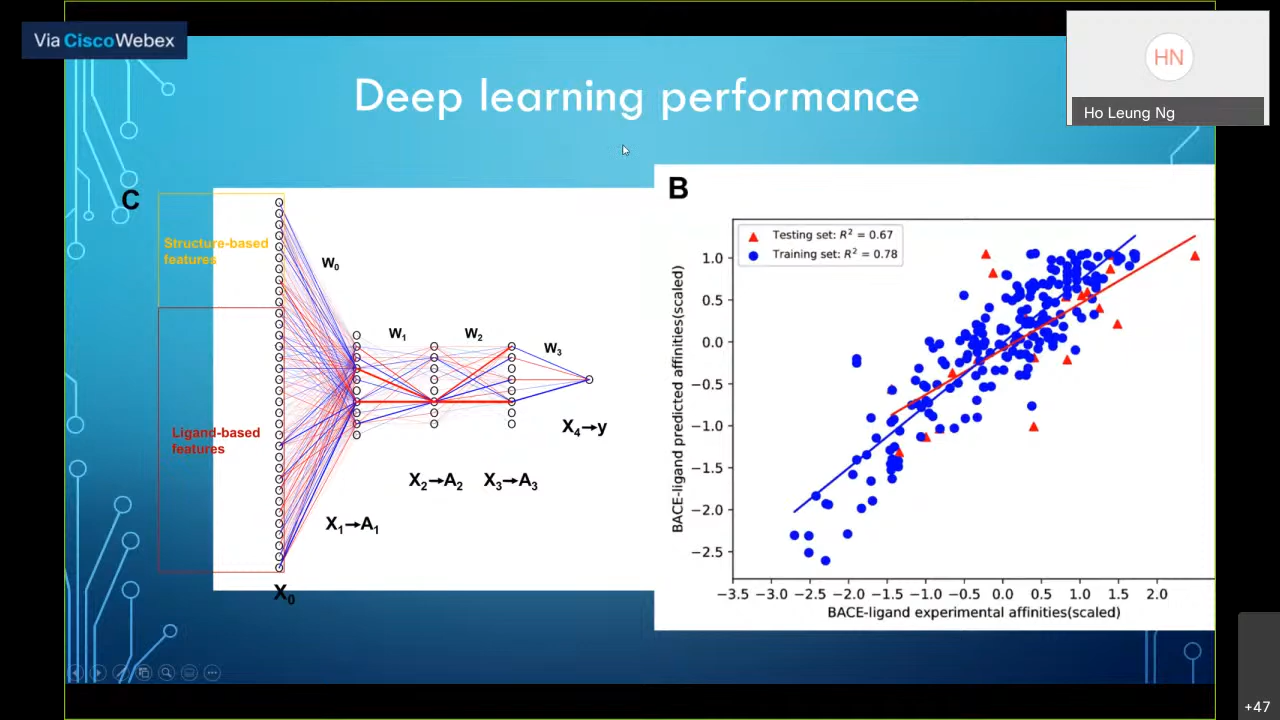 Via Cisco Webex
HN
Ho Leung Ng
Deep learning performance
C
Structure-based
features
Ligand-based
features
W0
W1
W2
W3
X4→y
X2→A2
X3→A3
X1→A1
X0
B
Testing set: R² = 0.67
Training set: R² = 0.78
BACE-ligand predicted affinities(scaled)
1.0
0.5
0.0
−0.5
−1.0
−1.5
−2.0
−2.5
−3.5 −3.0 −2.5 −2.0 −1.5 −1.0 −0.5 0.0 0.5 1.0 1.5 2.0
BACE-ligand experimental affinities(scaled)
+47